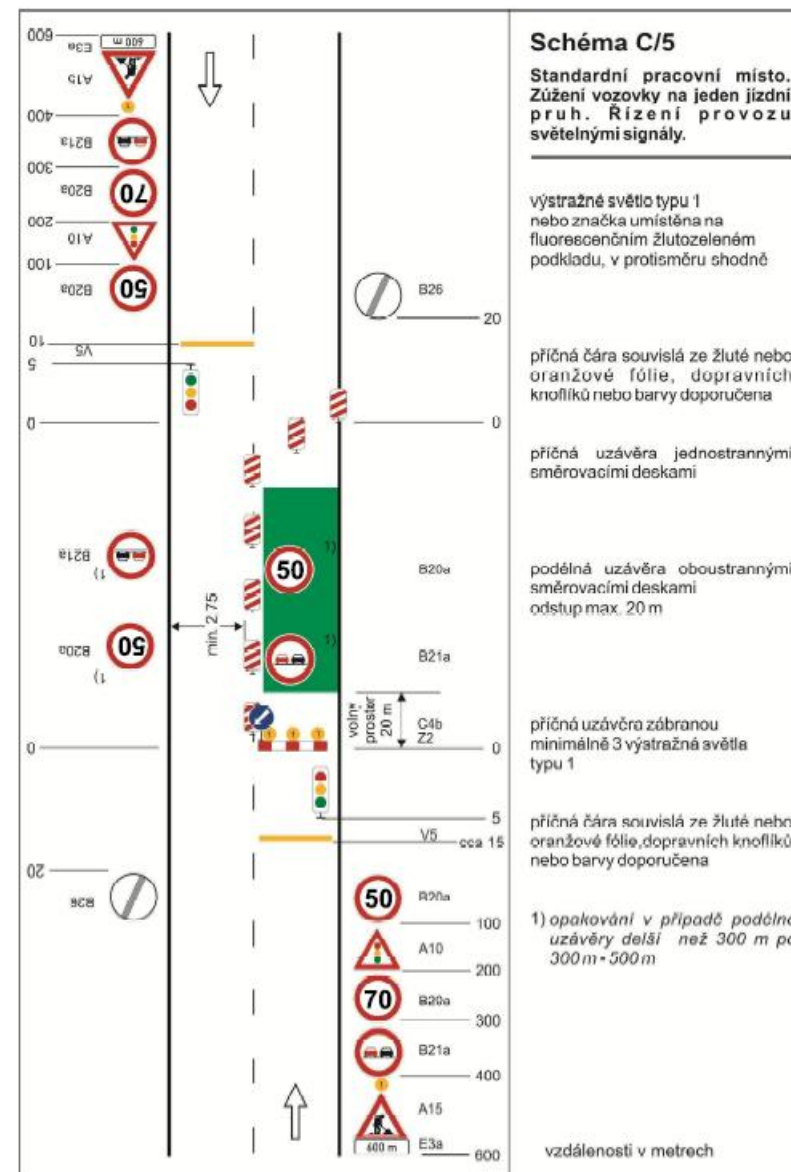 600
E3a
600 m
A15
1
400
B21a
300
B20a
70
200
A10
100
B20a
50
10
V5
5
0
B21a
1)
B20a
50
1)
0
20
B26
B26
20
0
1)
50
B20a
min. 2.75
1)
B21a
volný
prostor
20 m
C4b
Z2
1 1 1
0
5
V5
cca 15
50
B20a
100
A10
200
70
B20a
300
B21a
400
1
A15
600 m
E3a
600
Schéma C/5
Standardní pracovní místo.
Zúžení vozovky na jeden jízdní
pruh. Řízení provozu
světelnými signály.
výstražné světlo typu 1
nebo značka umístěna na
fluorescenčním žlutozeleném
podkladu, v protisměru shodně
příčná čára souvislá ze žluté nebo
oranžové fólie, dopravních
knoflíků nebo barvy doporučena
příčná uzávěra jednostrannými
směrovacími deskami
podélná uzávěra oboustrannými
směrovacími deskami
odstup max. 20 m
příčná uzávěra zábranou
minimálně 3 výstražná světla
typu 1
příčná čára souvislá ze žluté nebo
oranžové fólie,dopravních knoflíků
nebo barvy doporučena
1) opakování v případě podélné
uzávěry delší než 300 m po
300 m - 500 m
vzdálenosti v metrech